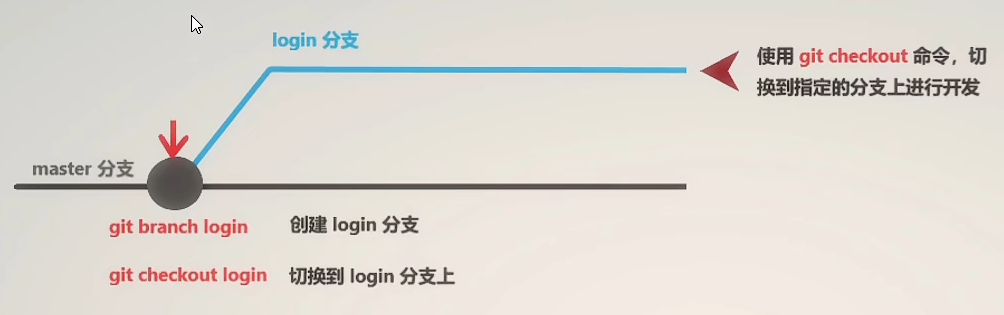 login 分支
使用 git checkout 命令，切
换到指定的分支上进行开发
master 分支
git branch login 创建 login 分支
git checkout login 切换到 login 分支上